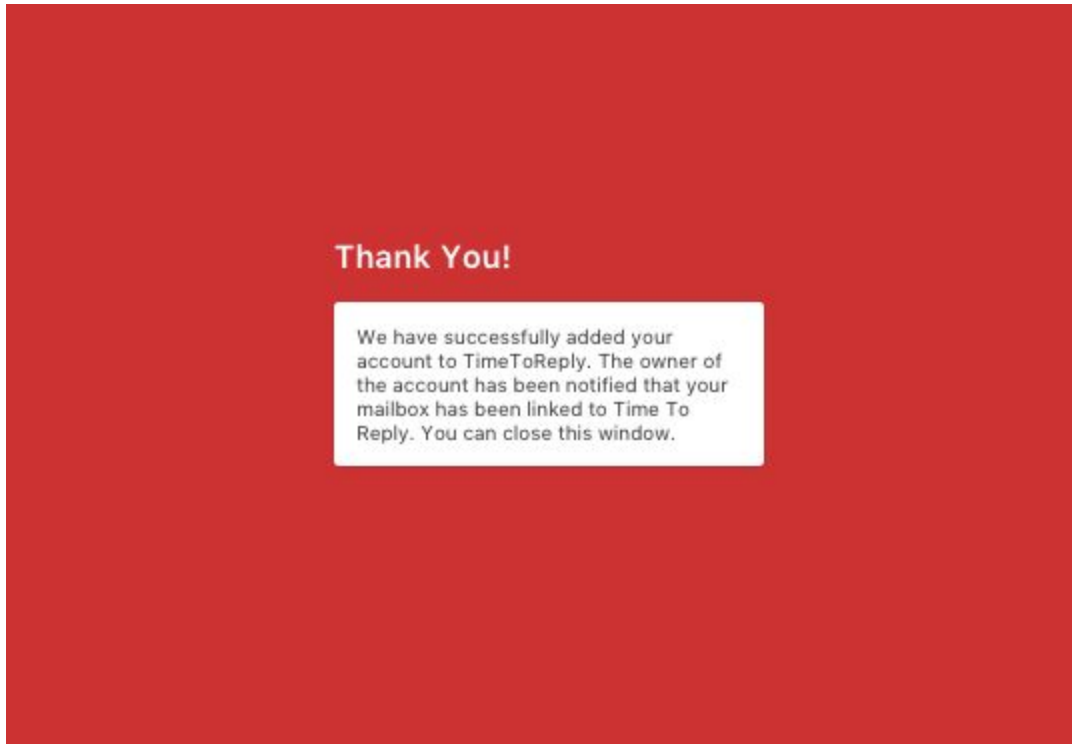 Thank You!
We have successfully added your
account to TimeToReply. The owner of
the account has been notified that your
mailbox has been linked to Time To
Reply. You can close this window.